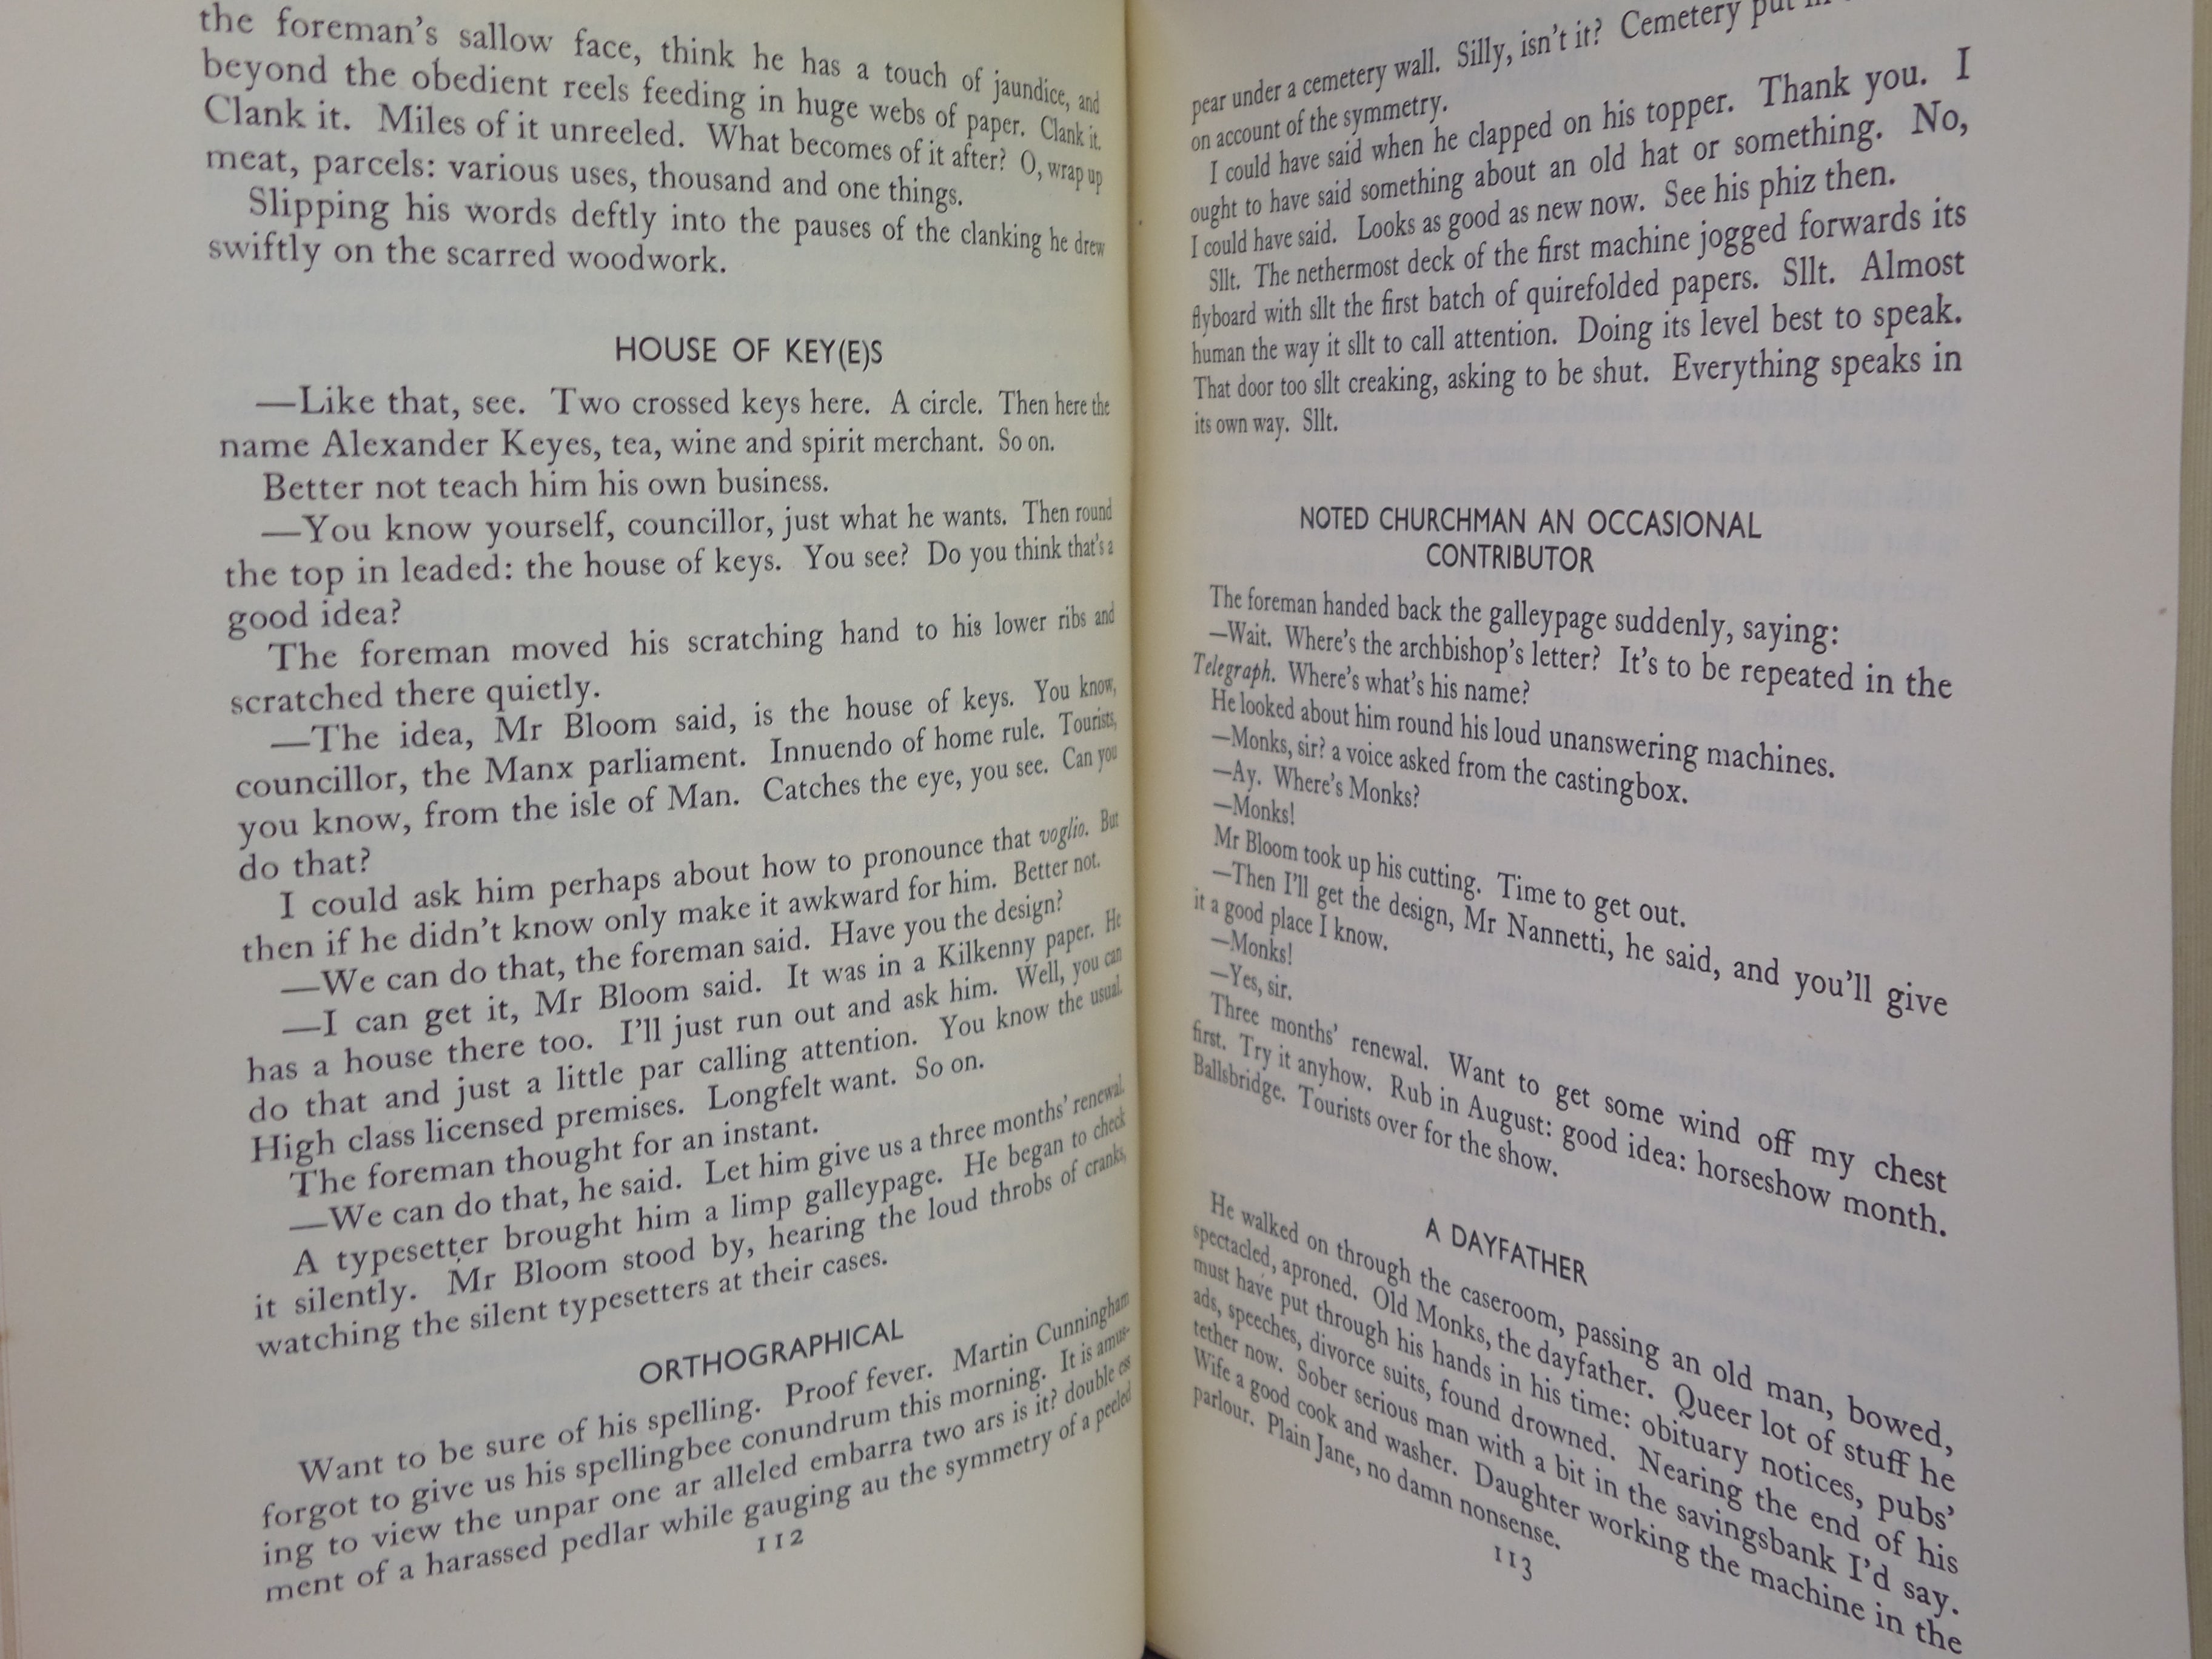 the foreman's sallow face, think he has a touch of jaundice, and
beyond the obedient reels feeding in huge webs of paper. Clank it.
Clank it. Miles of it unreeled. What becomes of it after? O, wrap up
meat, parcels: various uses, thousand and one things.
Slipping his words deftly into the pauses of the clanking he drew
swiftly on the scarred woodwork.
HOUSE OF KEY(E)S
—Like that, see. Two crossed keys here. A circle. Then here the
name Alexander Keyes, tea, wine and spirit merchant. So on.
Better not teach him his own business.
—You know yourself, councillor, just what he wants. Then round
the top in leaded: the house of keys. You see? Do you think that's a
good idea?
The foreman moved his scratching hand to his lower ribs and
scratched there quietly.
—The idea, Mr Bloom said, is the house of keys. You know,
councillor, the Manx parliament. Innuendo of home rule. Tourists,
you know, from the isle of Man. Catches the eye, you see. Can you
do that?
I could ask him perhaps about how to pronounce that voglio. But
then if he didn't know only make it awkward for him. Better not.
—We can do that, the foreman said. Have you the design?
—I can get it, Mr Bloom said. It was in a Kilkenny paper. He
has a house there too. I'll just run out and ask him. Well, you can
do that and just a little par calling attention. You know the usual.
High class licensed premises. Longfelt want. So on.
The foreman thought for an instant.
—We can do that, he said. Let him give us a three months' renewal.
A typesetter brought him a limp galleypage. He began to check
it silently. Mr Bloom stood by, hearing the loud throbs of cranks,
watching the silent typesetters at their cases.
ORTHOGRAPHICAL
Want to be sure of his spelling. Proof fever. Martin Cunningham
forgot to give us his spellingbee conundrum this morning. It is amus-
ing to view the unpar one ar alleled embarra two ars is it? double ess
ment of a harassed pedlar while gauging au the symmetry of a peeled
112
pear under a cemetery wall. Silly, isn't it? Cemetery put in
on account of the symmetry.
I could have said when he clapped on his topper. Thank you. I
ought to have said something about an old hat or something. No,
I could have said. Looks as good as new now. See his phiz then.
Sllt. The nethermost deck of the first machine jogged forwards its
flyboard with sllt the first batch of quirefolded papers. Sllt. Almost
human the way it sllt to call attention. Doing its level best to speak.
That door too sllt creaking, asking to be shut. Everything speaks in
its own way. Sllt.
NOTED CHURCHMAN AN OCCASIONAL
CONTRIBUTOR
The foreman handed back the galleypage suddenly, saying:
—Wait. Where's the archbishop's letter? It's to be repeated in the
Telegraph. Where's what's his name?
He looked about him round his loud unanswering machines.
—Monks, sir? a voice asked from the castingbox.
—Ay. Where's Monks?
—Monks!
Mr Bloom took up his cutting. Time to get out.
—Then I'll get the design, Mr Nannetti, he said, and you'll give
it a good place I know.
—Monks!
—Yes, sir.
Three months' renewal. Want to get some wind off my chest
first. Try it anyhow. Rub in August: good idea: horseshow month.
Ballsbridge. Tourists over for the show.
A DAYFATHER
He walked on through the caseroom, passing an old man, bowed,
spectacled, aproned. Old Monks, the dayfather. Queer lot of stuff he
must have put through his hands in his time: obituary notices, pubs'
ads, speeches, divorce suits, found drowned. Nearing the end of his
tether now. Sober serious man with a bit in the savingsbank I'd say.
Wife a good cook and washer. Daughter working the machine in the
parlour. Plain Jane, no damn nonsense.
113